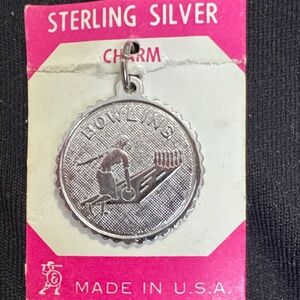 STERLING SILVER
CHARM
BOWLING
MADE IN U.S.A.